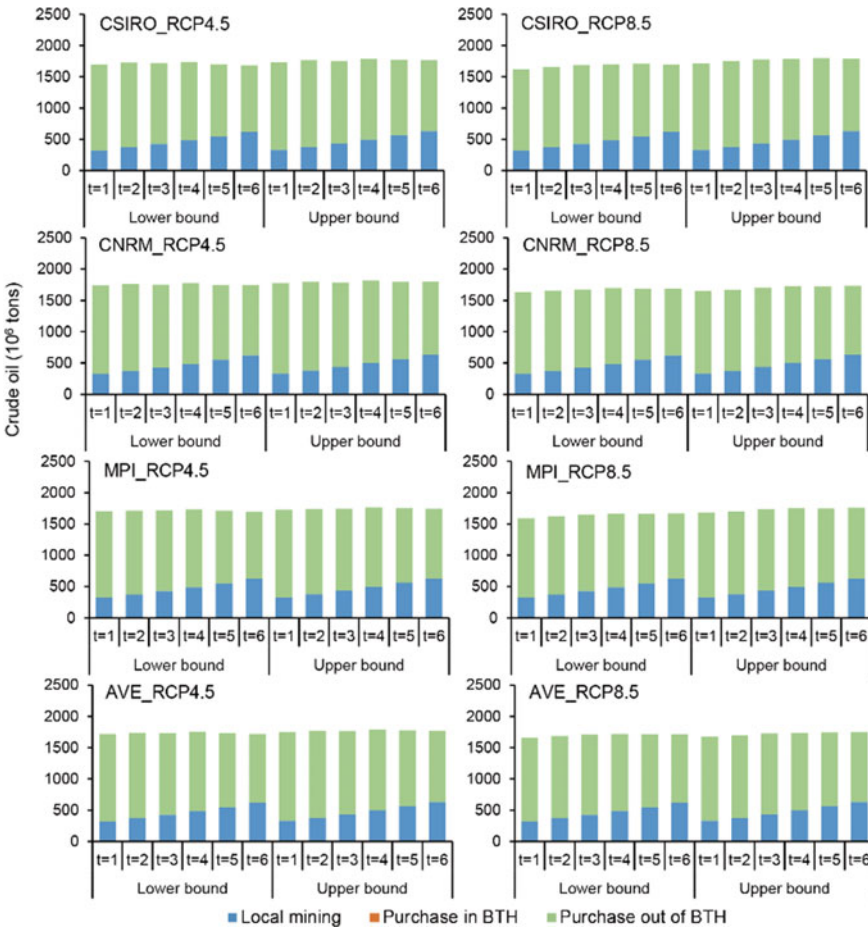 CSIRO_RCP4.5
2500
2000
1500
1000
500
0
t=1 t=2 t=3 t=4 t=5 t=6 t=1 t=2 t=3 t=4 t=5 t=6
Lower bound Upper bound
CSIRO_RCP8.5
2500
2000
1500
1000
500
0
t=1 t=2 t=3 t=4 t=5 t=6 t=1 t=2 t=3 t=4 t=5 t=6
Lower bound Upper bound
Crude oil (10⁶ tons)
CNRM_RCP4.5
2500
2000
1500
1000
500
0
t=1 t=2 t=3 t=4 t=5 t=6 t=1 t=2 t=3 t=4 t=5 t=6
Lower bound Upper bound
CNRM_RCP8.5
2500
2000
1500
1000
500
0
t=1 t=2 t=3 t=4 t=5 t=6 t=1 t=2 t=3 t=4 t=5 t=6
Lower bound Upper bound
MPI_RCP4.5
2500
2000
1500
1000
500
0
t=1 t=2 t=3 t=4 t=5 t=6 t=1 t=2 t=3 t=4 t=5 t=6
Lower bound Upper bound
MPI_RCP8.5
2500
2000
1500
1000
500
0
t=1 t=2 t=3 t=4 t=5 t=6 t=1 t=2 t=3 t=4 t=5 t=6
Lower bound Upper bound
AVE_RCP4.5
2500
2000
1500
1000
500
0
t=1 t=2 t=3 t=4 t=5 t=6 t=1 t=2 t=3 t=4 t=5 t=6
Lower bound Upper bound
AVE_RCP8.5
2500
2000
1500
1000
500
0
t=1 t=2 t=3 t=4 t=5 t=6 t=1 t=2 t=3 t=4 t=5 t=6
Lower bound Upper bound
Local mining Purchase in BTH Purchase out of BTH